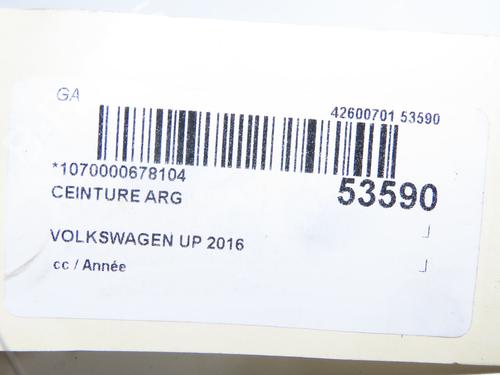 GA
42600701 53590
*1070000678104
CEINTURE ARG
53590
VOLKSWAGEN UP 2016
cc / Année